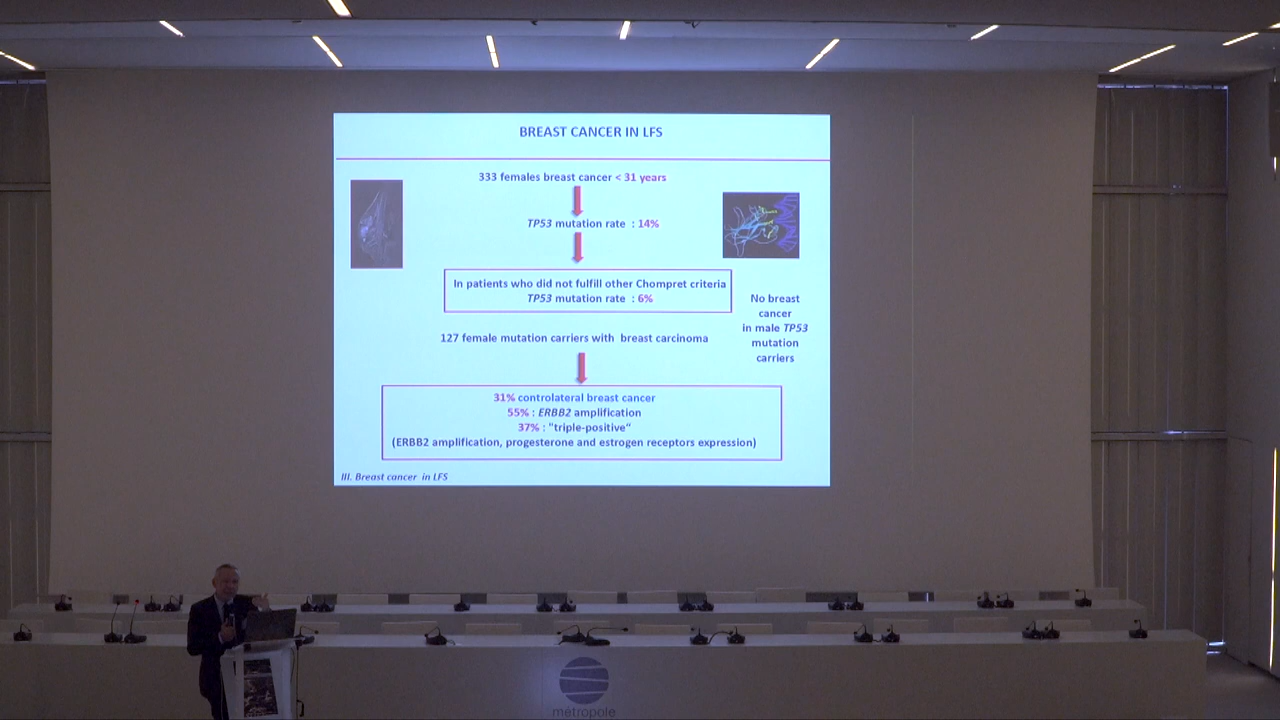 BREAST CANCER IN LFS
333 females breast cancer < 31 years
TP53 mutation rate : 14%
In patients who did not fulfill other Chompret criteria
TP53 mutation rate : 6%
No breast
cancer
in male TP53
mutation
carriers
127 female mutation carriers with breast carcinoma
31% controlateral breast cancer
55% : ERBB2 amplification
37% : "triple-positive"
(ERBB2 amplification, progesterone and estrogen receptors expression)
III. Breast cancer in LFS
métropole